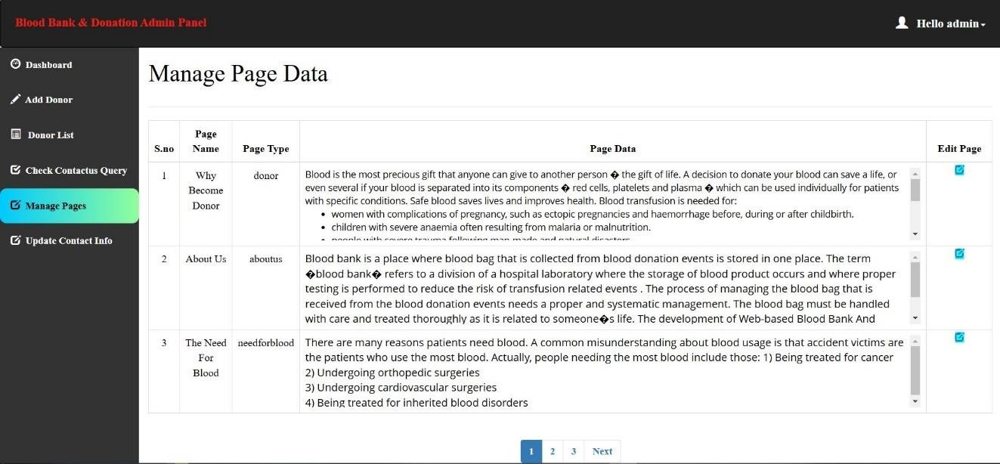 Blood Bank & Donation Admin Panel
Hello admin
Dashboard
Add Donor
Donor List
Check Contactus Query
Manage Pages
Update Contact Info
Manage Page Data
S.no
Page
Name
Page Type
Page Data
Edit Page
1
Why
Become
Donor
donor
Blood is the most precious gift that anyone can give to another person � the gift of life. A decision to donate your blood can save a life, or
even several if your blood is separated into its components � red cells, platelets and plasma � which can be used individually for patients
with specific conditions. Safe blood saves lives and improves health. Blood transfusion is needed for:
• women with complications of pregnancy, such as ectopic pregnancies and haemorrhage before, during or after childbirth.
• children with severe anaemia often resulting from malaria or malnutrition.
• people with severe trauma following man-made and natural disasters.
2
About Us
aboutus
Blood bank is a place where blood bag that is collected from blood donation events is stored in one place. The term
�blood bank� refers to a division of a hospital laboratory where the storage of blood product occurs and where proper
testing is performed to reduce the risk of transfusion related events . The process of managing the blood bag that is
received from the blood donation events needs a proper and systematic management. The blood bag must be handled
with care and treated thoroughly as it is related to someone�s life. The development of Web-based Blood Bank And
3
The Need
For
Blood
needforblood
There are many reasons patients need blood. A common misunderstanding about blood usage is that accident victims are
the patients who use the most blood. Actually, people needing the most blood include those: 1) Being treated for cancer
2) Undergoing orthopedic surgeries
3) Undergoing cardiovascular surgeries
4) Being treated for inherited blood disorders
1 2 3 Next